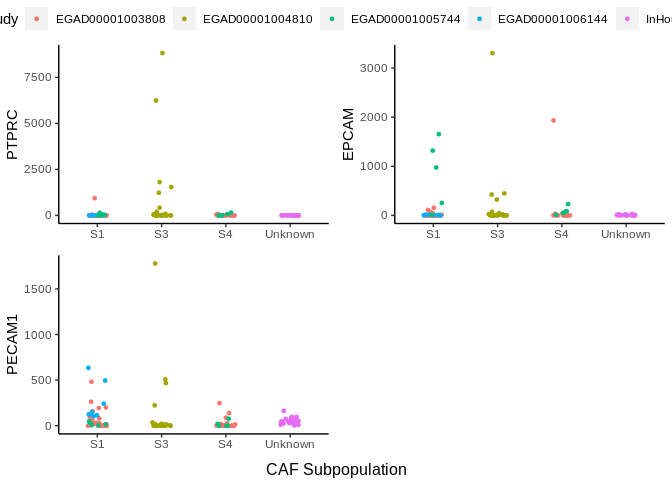 udy EGAD00001003808 EGAD00001004810 EGAD00001005744 EGAD00001006144 InHou
PTPRC
7500
5000
2500
0
S1 S3 S4 Unknown
EPCAM
3000
2000
1000
0
S1 S3 S4 Unknown
PECAM1
1500
1000
500
0
S1 S3 S4 Unknown
CAF Subpopulation